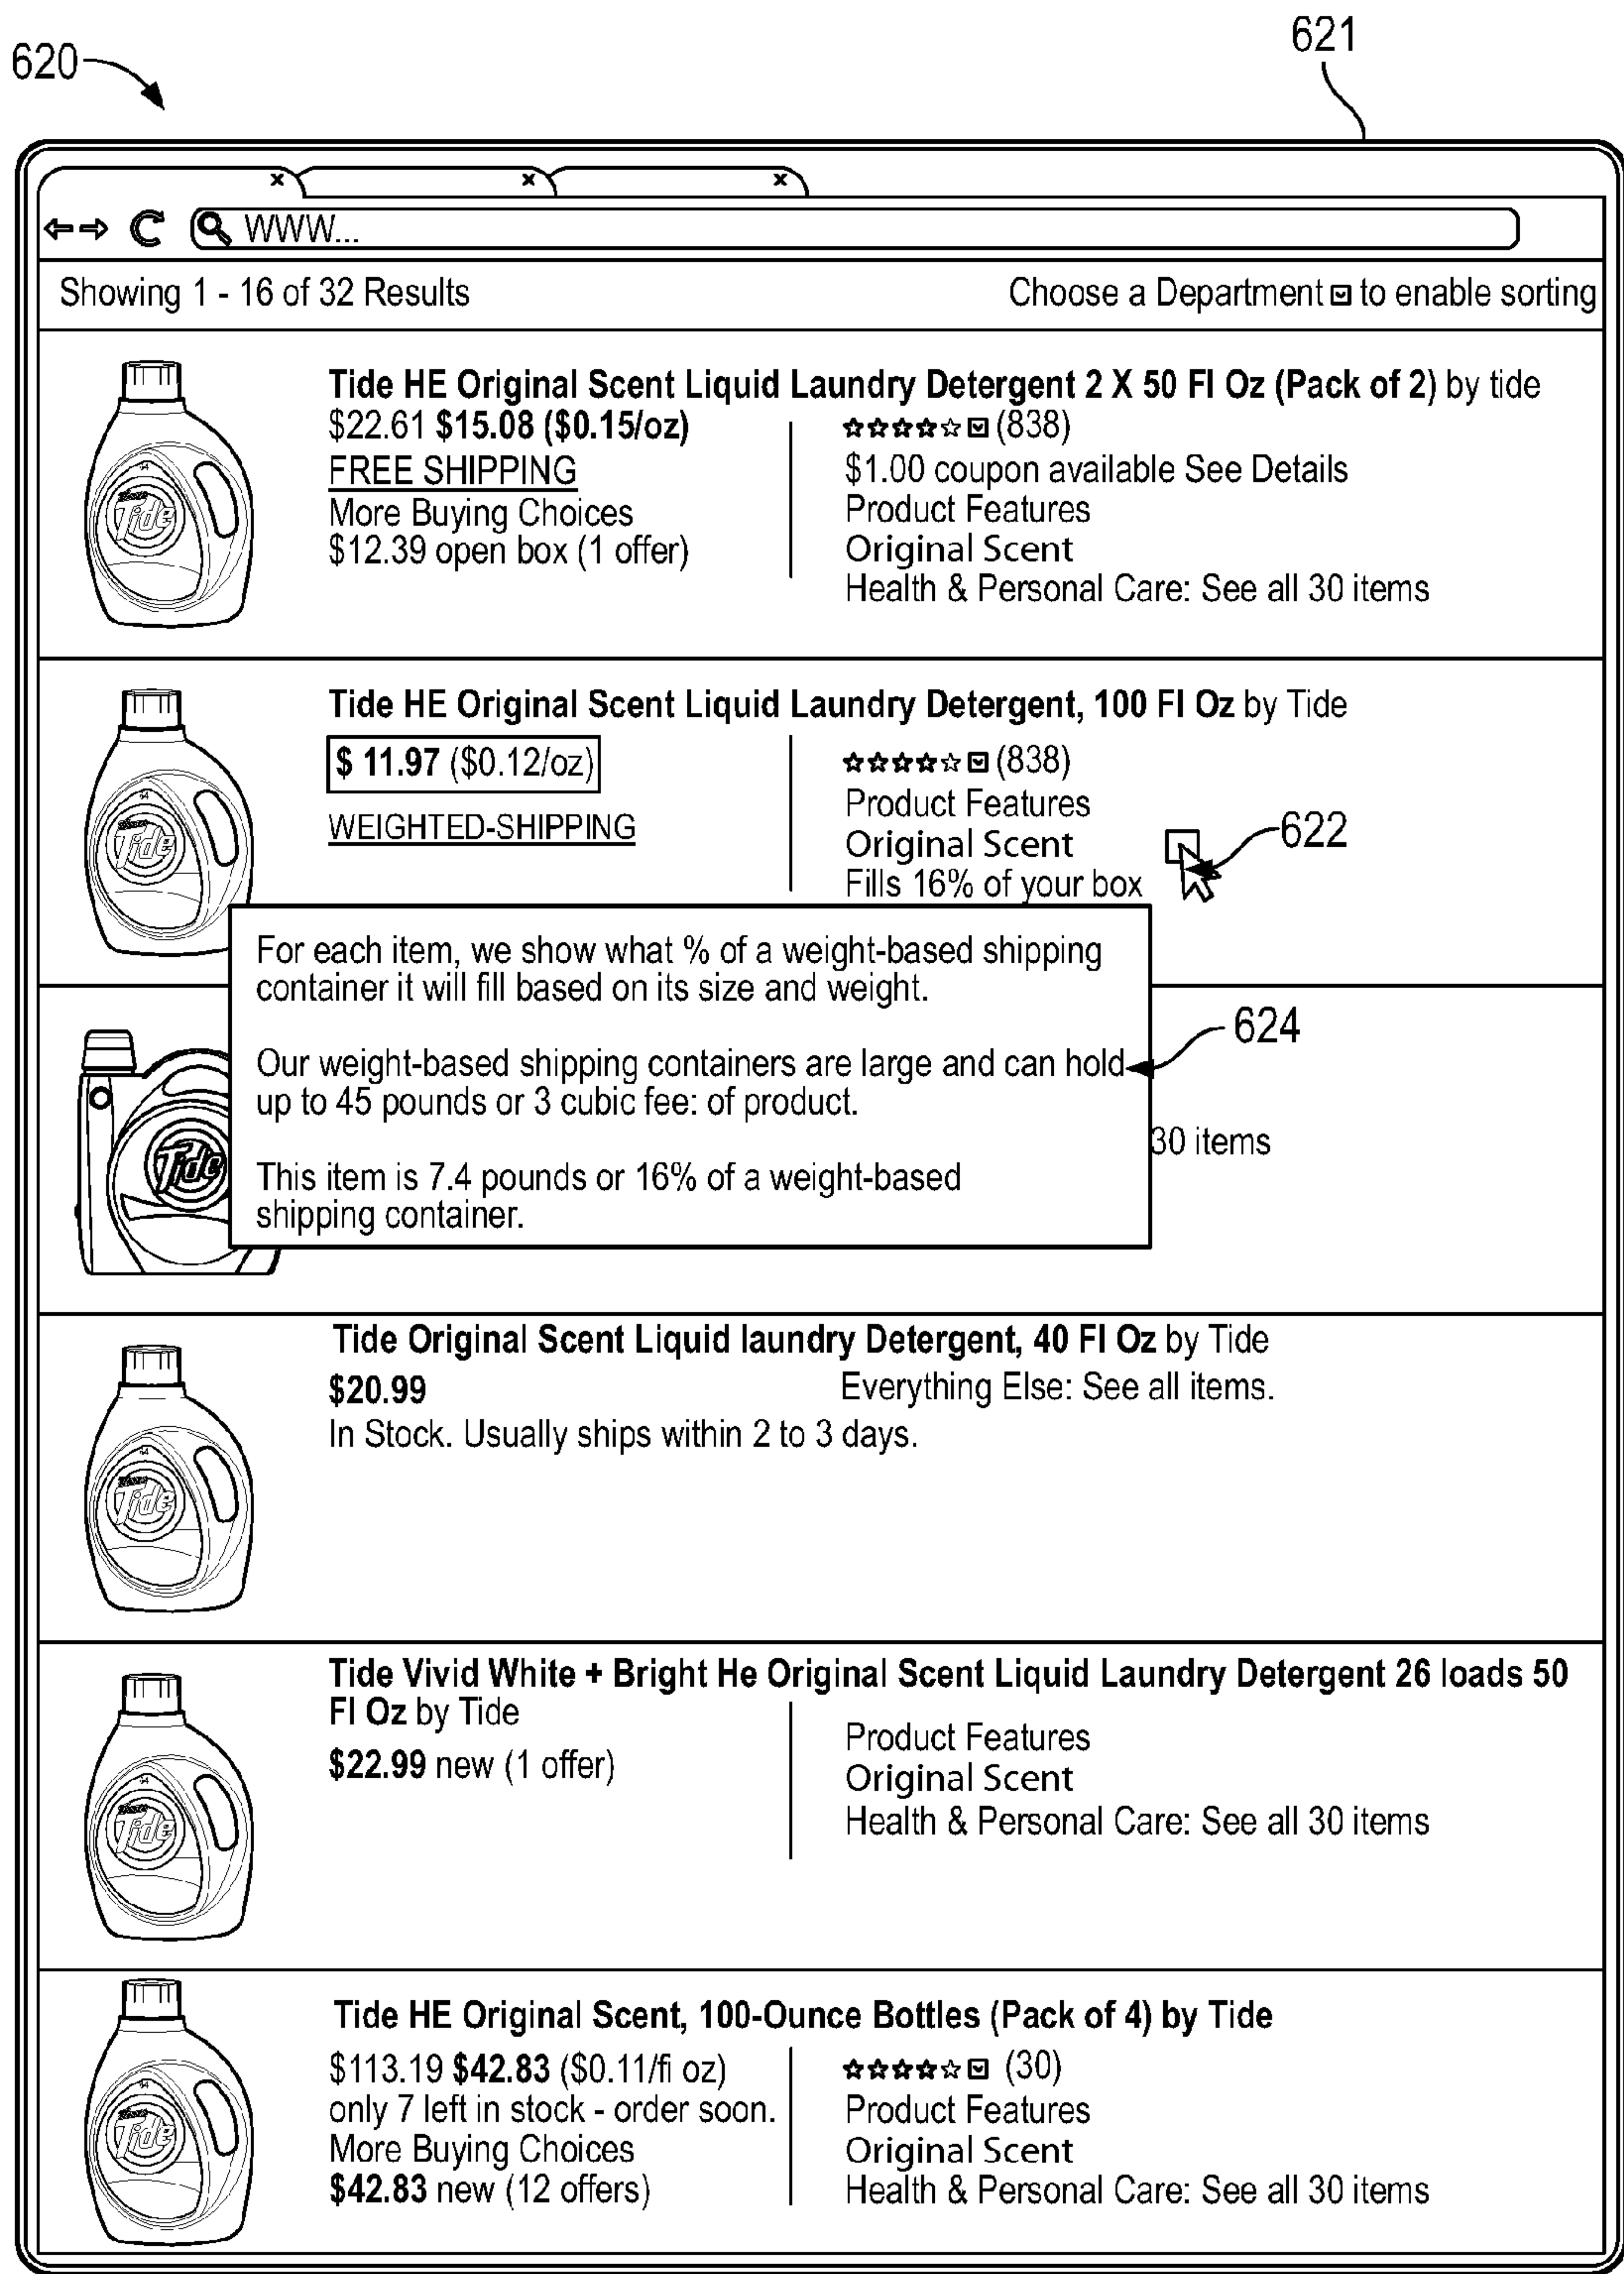 620
621
x x x
WWW...
Showing 1 - 16 of 32 Results
Choose a Department to enable sorting
Tide
Tide HE Original Scent Liquid Laundry Detergent 2 X 50 Fl Oz (Pack of 2) by tide
$22.61 $15.08 ($0.15/oz)
FREE SHIPPING
More Buying Choices
$12.39 open box (1 offer)
(838)
$1.00 coupon available See Details
Product Features
Original Scent
Health & Personal Care: See all 30 items
Tide
Tide HE Original Scent Liquid Laundry Detergent, 100 Fl Oz by Tide
$ 11.97 ($0.12/oz)
WEIGHTED-SHIPPING
(838)
Product Features
Original Scent
Fills 16% of your box
622
For each item, we show what % of a weight-based shipping
container it will fill based on its size and weight.
Our weight-based shipping containers are large and can hold
up to 45 pounds or 3 cubic fee: of product.
This item is 7.4 pounds or 16% of a weight-based
shipping container.
624
Tide
30 items
Tide
Tide Original Scent Liquid laundry Detergent, 40 Fl Oz by Tide
$20.99
In Stock. Usually ships within 2 to 3 days.
Everything Else: See all items.
Tide
Tide Vivid White + Bright He Original Scent Liquid Laundry Detergent 26 loads 50
Fl Oz by Tide
$22.99 new (1 offer)
Product Features
Original Scent
Health & Personal Care: See all 30 items
Tide
Tide HE Original Scent, 100-Ounce Bottles (Pack of 4) by Tide
$113.19 $42.83 ($0.11/fi oz)
only 7 left in stock - order soon.
More Buying Choices
$42.83 new (12 offers)
(30)
Product Features
Original Scent
Health & Personal Care: See all 30 items